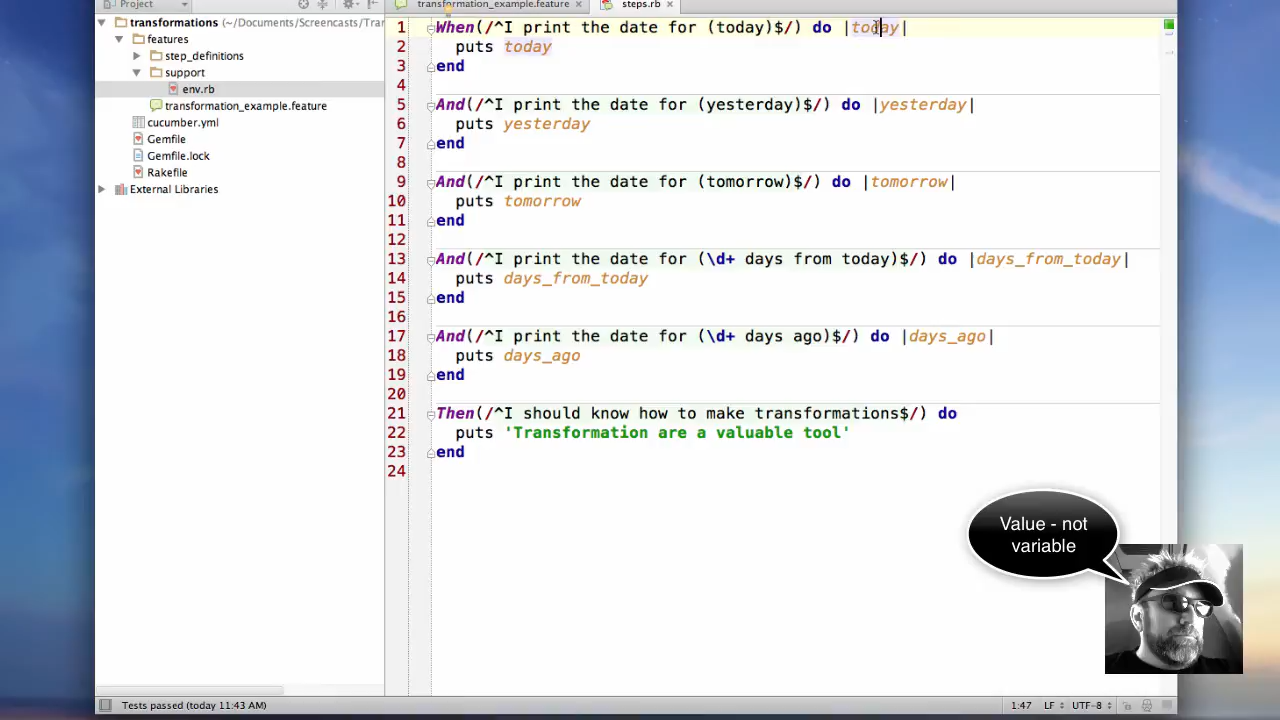 Project
transformation_example.feature
steps.rb
transformations (~/Documents/Screencasts/Tra
features
step_definitions
support
env.rb
transformation_example.feature
cucumber.yml
Gemfile
Gemfile.lock
Rakefile
External Libraries
1 When(/^I print the date for (today)$/) do |today|
2 puts today
3 end
4
5 And(/^I print the date for (yesterday)$/) do |yesterday|
6 puts yesterday
7 end
8
9 And(/^I print the date for (tomorrow)$/) do |tomorrow|
10 puts tomorrow
11 end
12
13 And(/^I print the date for (\d+ days from today)$/) do |days_from_today|
14 puts days_from_today
15 end
16
17 And(/^I print the date for (\d+ days ago)$/) do |days_ago|
18 puts days_ago
19 end
20
21 Then(/^I should know how to make transformations$/) do
22 puts 'Transformation are a valuable tool'
23 end
24
Value - not
variable
Tests passed (today 11:43 AM)
1:47 LF UTF-8